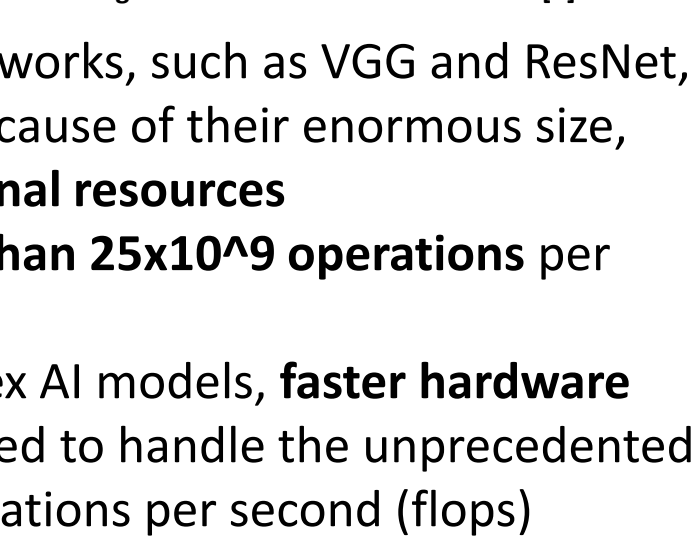 works, such as VGG and ResNet,
cause of their enormous size,
nal resources
han 25x10^9 operations per
ex AI models, faster hardware
ed to handle the unprecedented
ations per second (flops)